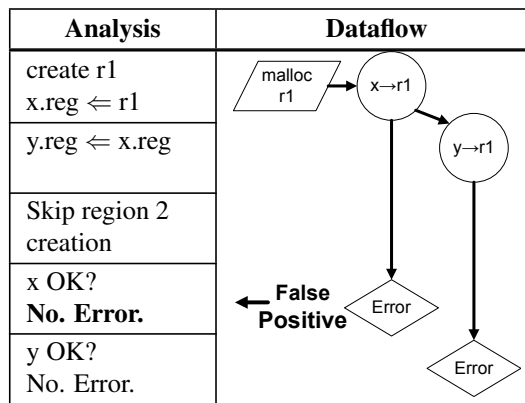 Analysis
Dataflow
create r1
x.reg ⇐ r1
malloc
r1
x→r1
y.reg ⇐ x.reg
y→r1
Skip region 2
creation
x OK?
No. Error.
False
Positive
Error
y OK?
No. Error.
Error